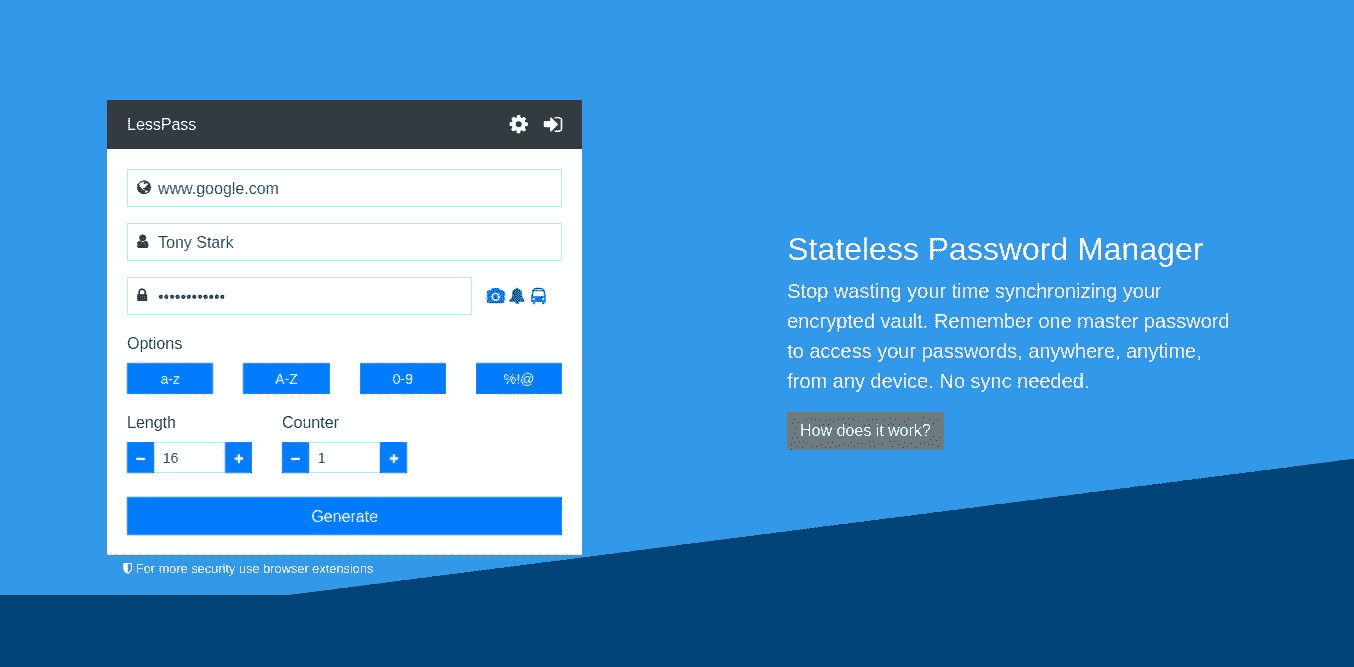 LessPass
www.google.com
Tony Stark
••••••••••••
Options
a-z A-Z 0-9 %!@
Length Counter
− 16 + − 1 +
Generate
For more security use browser extensions
Stateless Password Manager
Stop wasting your time synchronizing your
encrypted vault. Remember one master password
to access your passwords, anywhere, anytime,
from any device. No sync needed.
How does it work?